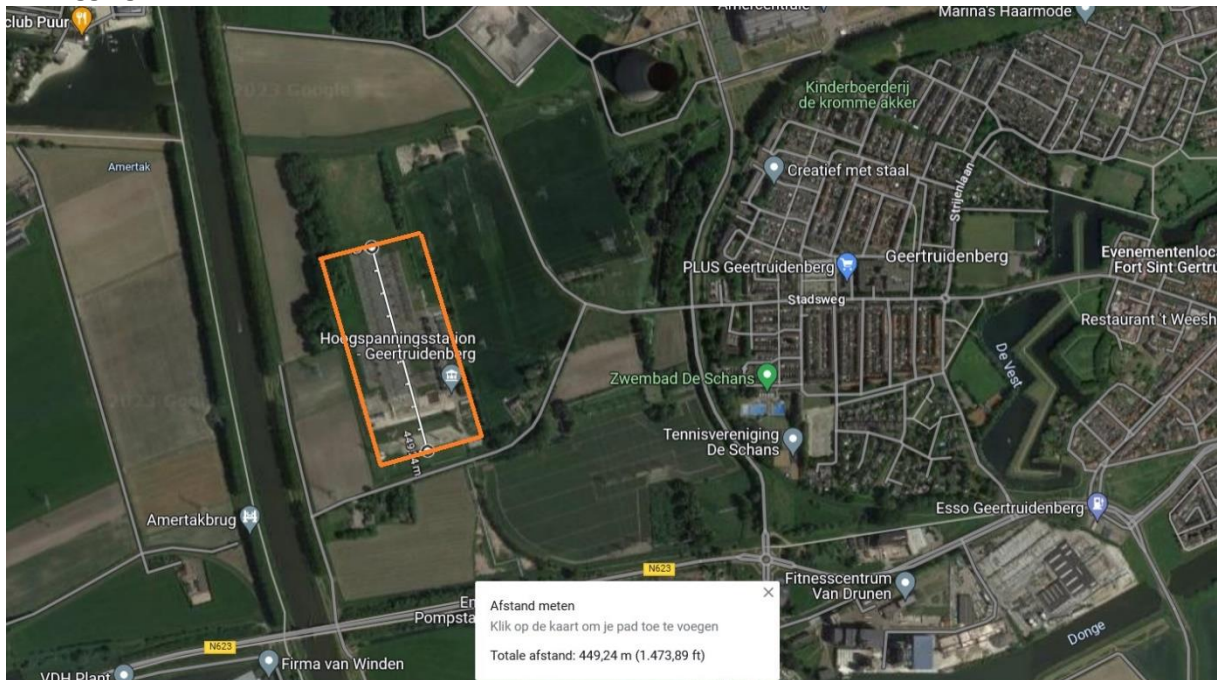 club Puur
Amercentrale
Marina's Haarmode
2023 Google
Kinderboerderij
de kromme akker
Amertak
Creatief met staal
Strijenlaan
PLUS Geertruidenberg
Geertruidenberg
Evenementenloc
Fort Sint Gertru
Stadsweg
Restaurant 't Weesh
Hoogspanningsstation
- Geertruidenberg
De Vest
Zwembad De Schans
Tennisvereniging
De Schans
449,24 m
Amertakbrug
Esso Geertruidenberg
N623
Afstand meten
Klik op de kaart om je pad toe te voegen
Totale afstand: 449,24 m (1.473,89 ft)
En
Pompsta
Fitnesscentrum
Van Drunen
Donge
N623
Firma van Winden
VDH Plant